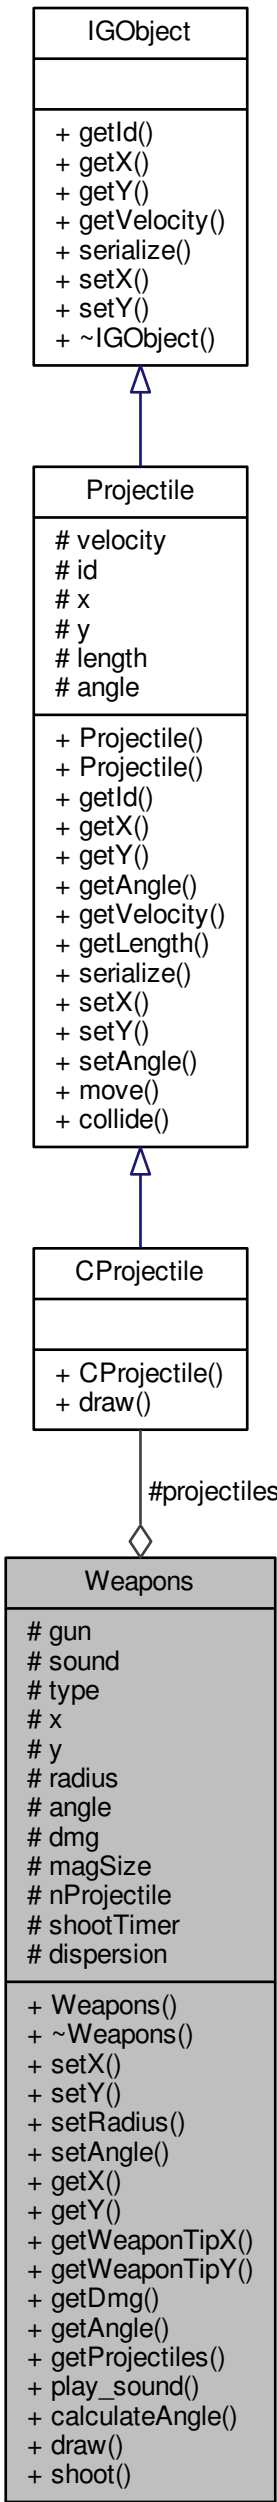 IGObject
+ getId()
+ getX()
+ getY()
+ getVelocity()
+ serialize()
+ setX()
+ setY()
+ ~IGObject()
Projectile
# velocity
# id
# x
# y
# length
# angle
+ Projectile()
+ Projectile()
+ getId()
+ getX()
+ getY()
+ getAngle()
+ getVelocity()
+ getLength()
+ serialize()
+ setX()
+ setY()
+ setAngle()
+ move()
+ collide()
CProjectile
+ CProjectile()
+ draw()
#projectiles
Weapons
# gun
# sound
# type
# x
# y
# radius
# angle
# dmg
# magSize
# nProjectile
# shootTimer
# dispersion
+ Weapons()
+ ~Weapons()
+ setX()
+ setY()
+ setRadius()
+ setAngle()
+ getX()
+ getY()
+ getWeaponTipX()
+ getWeaponTipY()
+ getDmg()
+ getAngle()
+ getProjectiles()
+ play_sound()
+ calculateAngle()
+ draw()
+ shoot()